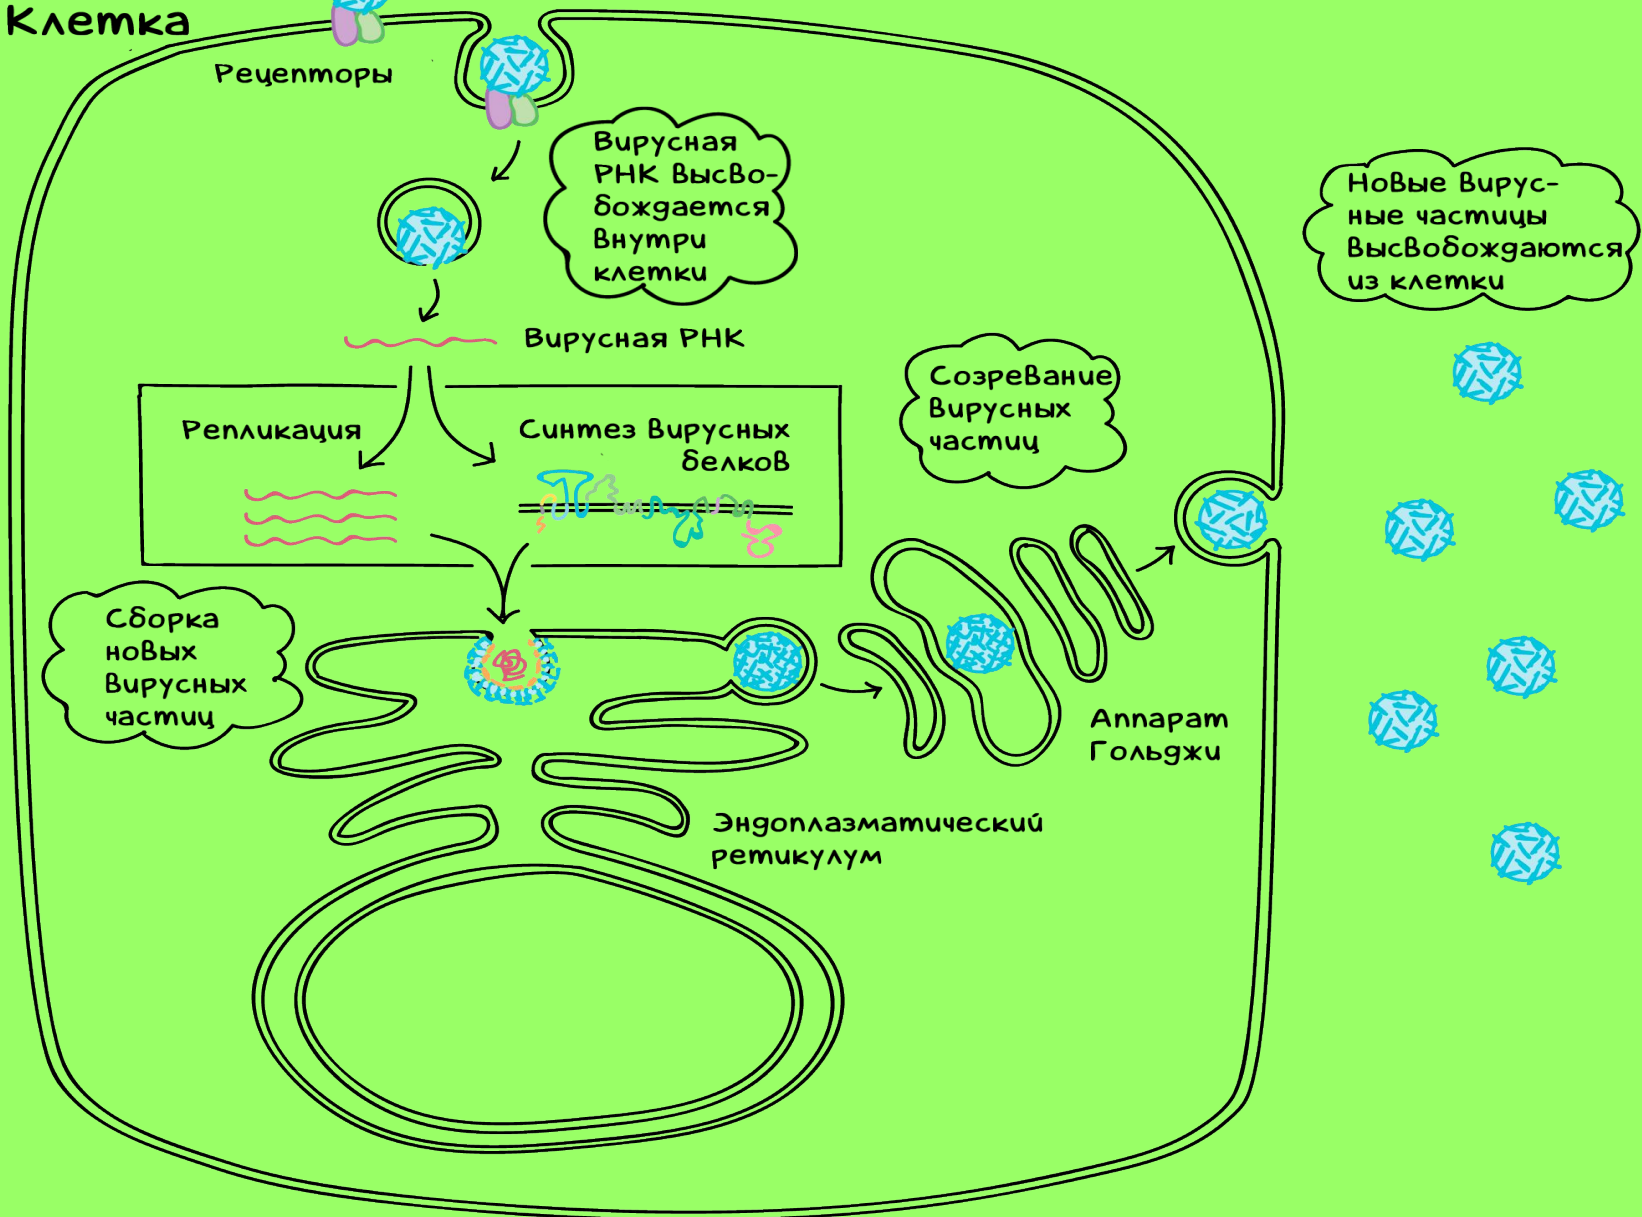 Клетка
Рецепторы
Вирусная
РНК высво-
бождается
внутри
клетки
Новые вирус-
ные частицы
высвобождаются
из клетки
Вирусная РНК
Созревание
вирусных
частиц
Репликация
Синтез вирусных
белков
Сборка
новых
вирусных
частиц
Аппарат
Гольджи
Эндоплазматический
ретикулум